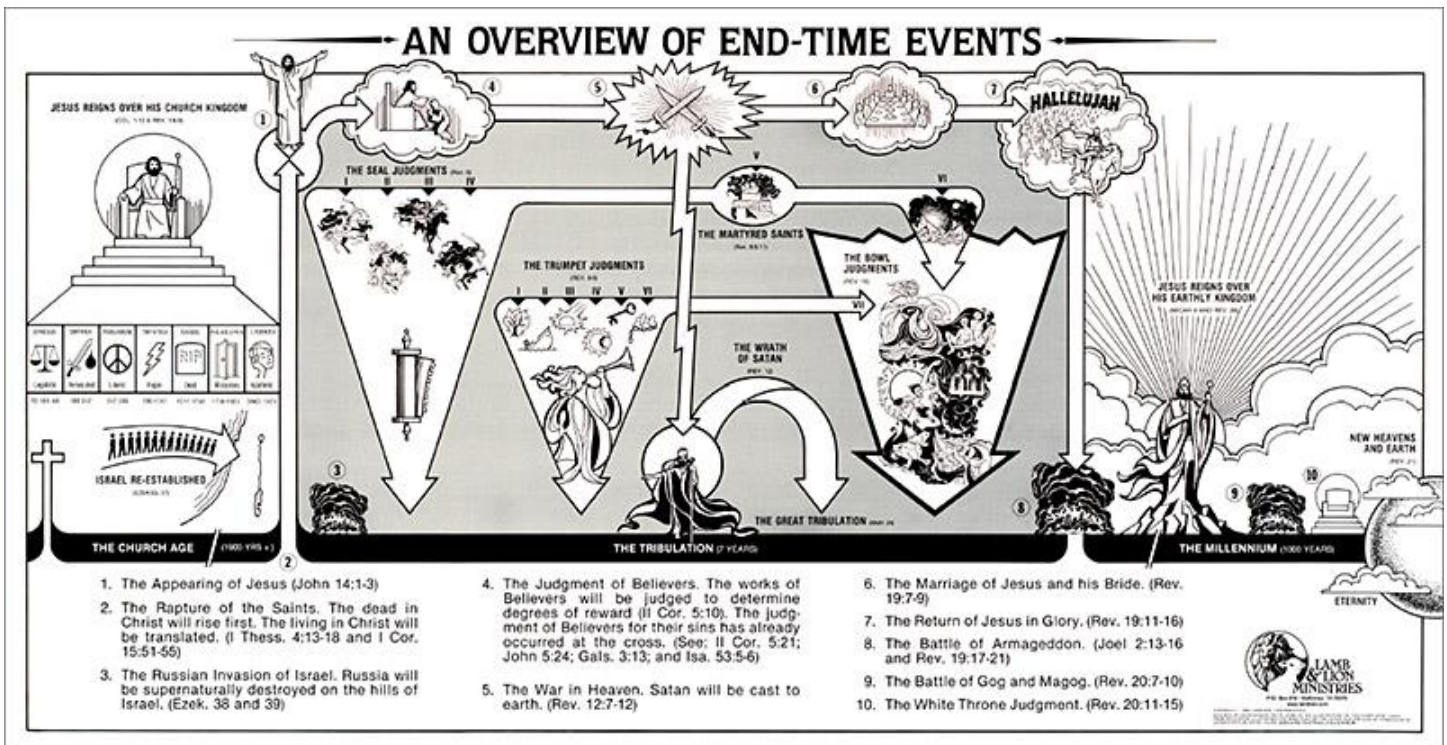 AN OVERVIEW OF END-TIME EVENTS
JESUS REIGNS OVER HIS CHURCH KINGDOM
1
4
5
6
7
HALLELUJAH
THE SEAL JUDGMENTS
I II III IV
V
VI
THE MARTYRED SAINTS
THE TRUMPET JUDGMENTS
I II III IV V VI
VII
THE BOWL
JUDGMENTS
THE WRATH
OF SATAN
JESUS REIGNS OVER
HIS EARTHLY KINGDOM
RIP
ISRAEL RE-ESTABLISHED
3
THE GREAT TRIBULATION
8
9
10
NEW HEAVENS
AND EARTH
THE CHURCH AGE
2
THE TRIBULATION (7 YEARS)
THE MILLENNIUM (1000 YEARS)
ETERNITY
1. The Appearing of Jesus (John 14:1-3)
2. The Rapture of the Saints. The dead in
Christ will rise first. The living in Christ will
be translated. (I Thess. 4:13-18 and I Cor.
15:51-55)
3. The Russian Invasion of Israel. Russia will
be supernaturally destroyed on the hills of
Israel. (Ezek. 38 and 39)
4. The Judgment of Believers. The works of
Believers will be judged to determine
degrees of reward (II Cor. 5:10). The judg-
ment of Believers for their sins has already
occurred at the cross. (See: II Cor. 5:21;
John 5:24; Gals. 3:13; and Isa. 53:5-6)
5. The War in Heaven. Satan will be cast to
earth. (Rev. 12:7-12)
6. The Marriage of Jesus and his Bride. (Rev.
19:7-9)
7. The Return of Jesus in Glory. (Rev. 19:11-16)
8. The Battle of Armageddon. (Joel 2:13-16
and Rev. 19:17-21)
9. The Battle of Gog and Magog. (Rev. 20:7-10)
10. The White Throne Judgment. (Rev. 20:11-15)
LAMB
& LION
MINISTRIES